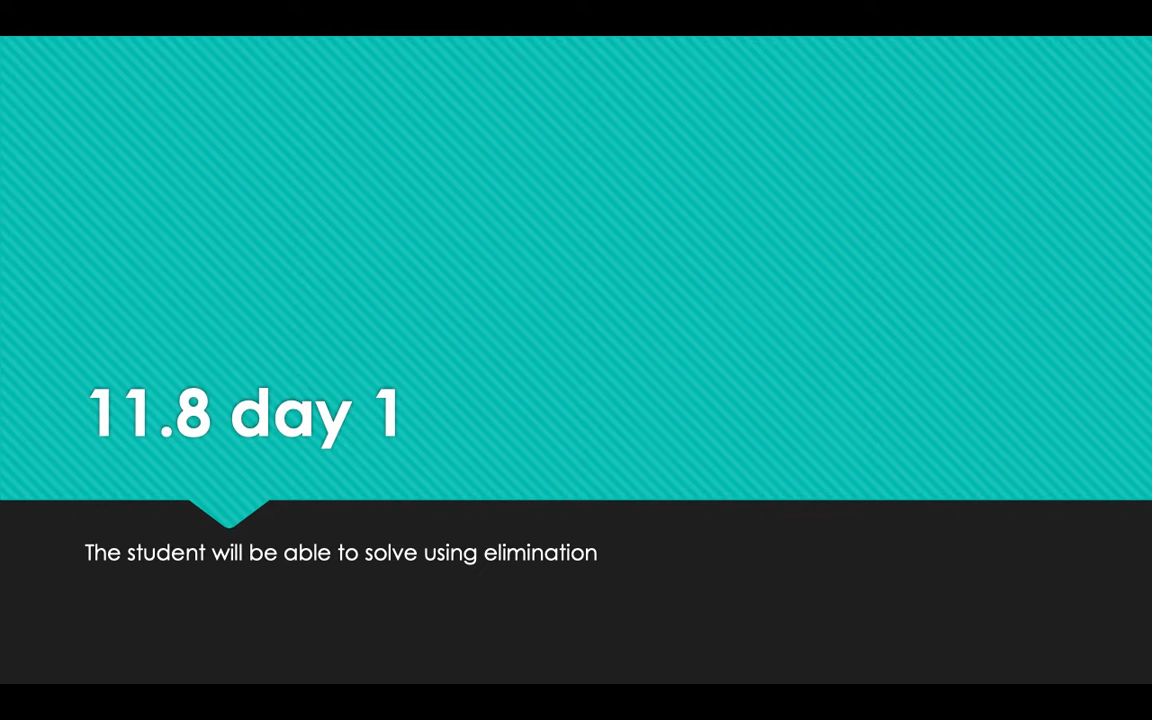 11.8 day 1
The student will be able to solve using elimination